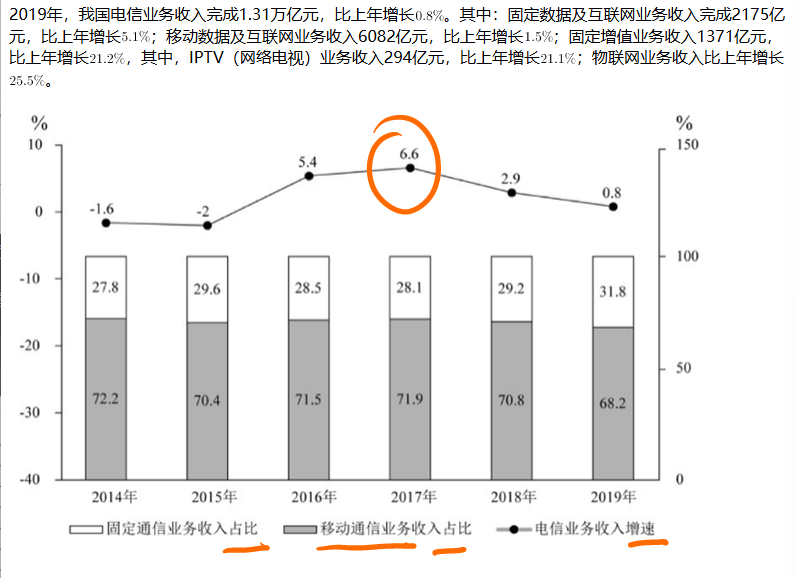 2019年，我国电信业务收入完成1.31万亿元，比上年增长0.8%。其中：固定数据及互联网业务收入完成2175亿
元，比上年增长5.1%；移动数据及互联网业务收入6082亿元，比上年增长1.5%；固定增值业务收入1371亿元，
比上年增长21.2%，其中，IPTV（网络电视）业务收入294亿元，比上年增长21.1%；物联网业务收入比上年增长
25.5%。
% %
10 150
6.6
5.4
2.9
0.8
0
-1.6 -2
-10 100
27.8 29.6 28.5 28.1 29.2 31.8
-20
50
72.2 70.4 71.5 71.9 70.8 68.2
-30
-40 0
2014年 2015年 2016年 2017年 2018年 2019年
固定通信业务收入占比 移动通信业务收入占比 电信业务收入增速